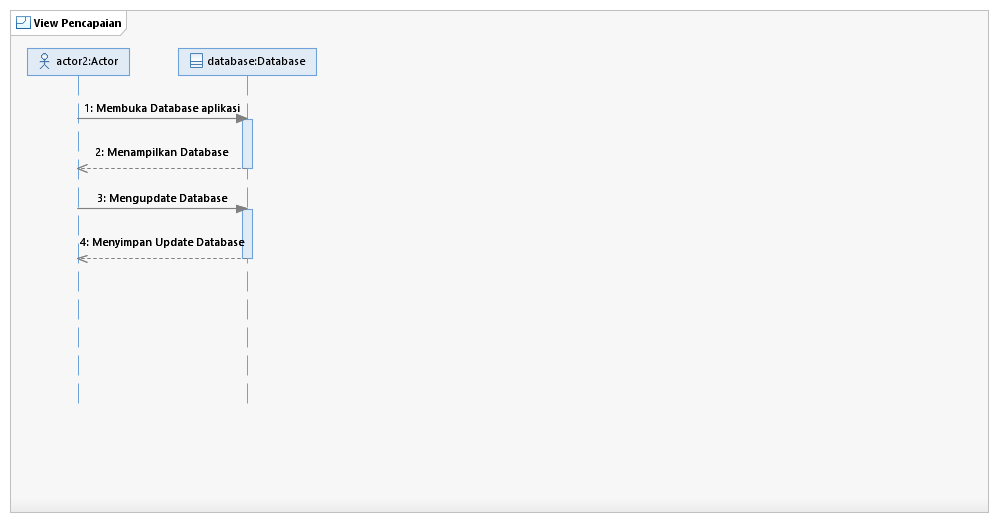 View Pencapaian
actor2:Actor
database:Database
1: Membuka Database aplikasi
2: Menampilkan Database
3: Mengupdate Database
4: Menyimpan Update Database